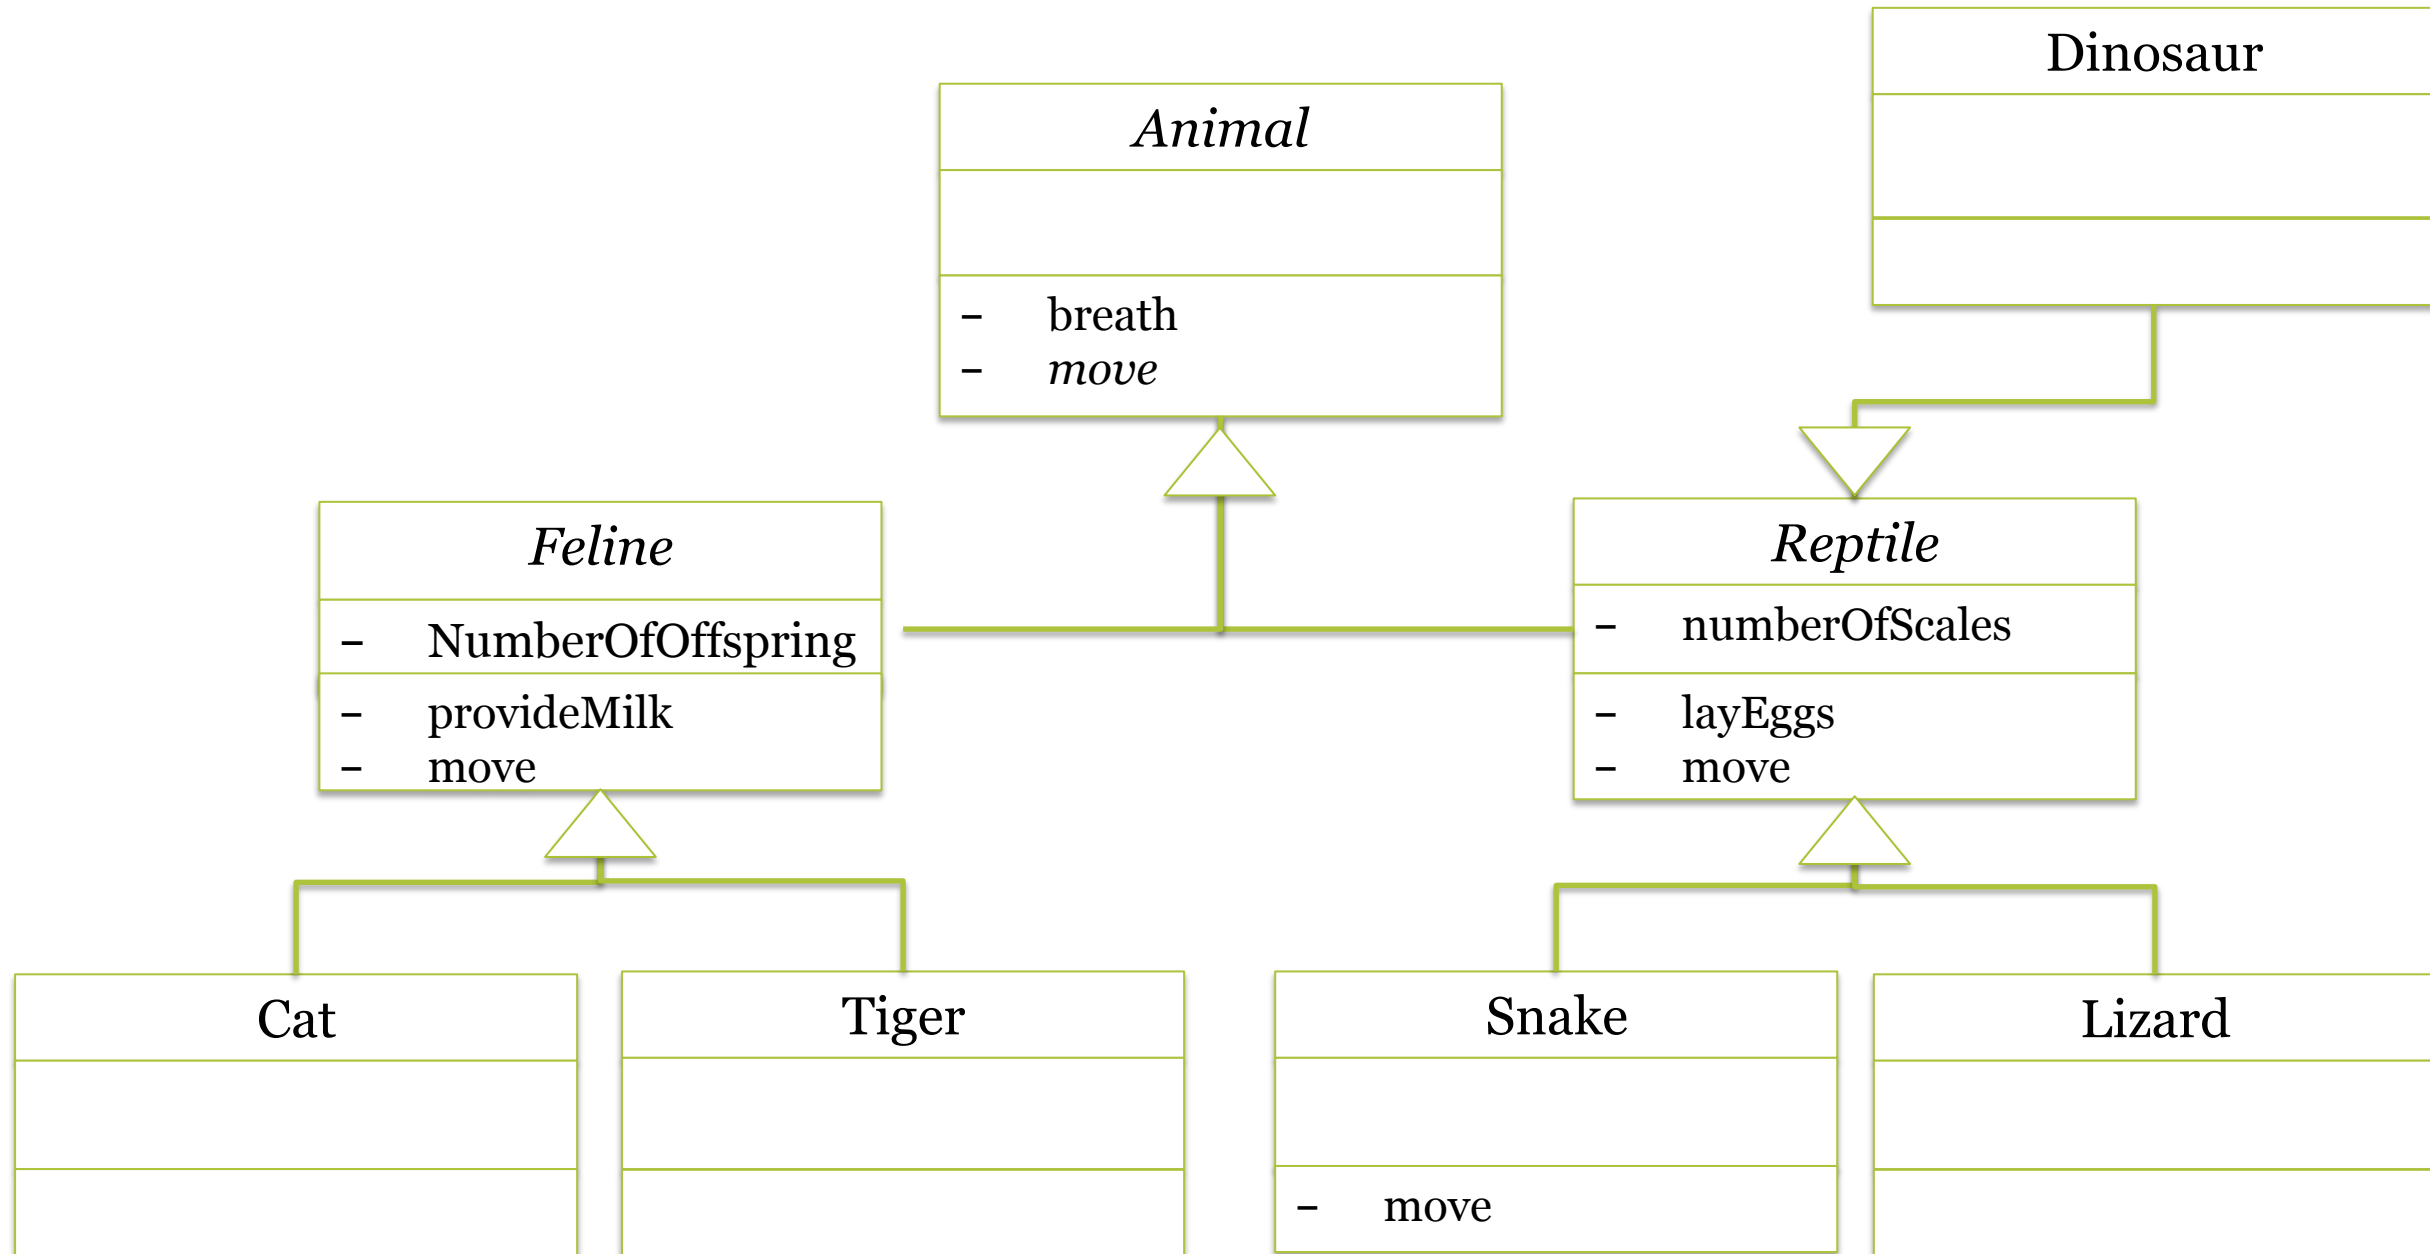 Dinosaur
Animal
– breath
– move
Feline
– NumberOfOffspring
– provideMilk
– move
Reptile
– numberOfScales
– layEggs
– move
Cat
Tiger
Snake
– move
Lizard